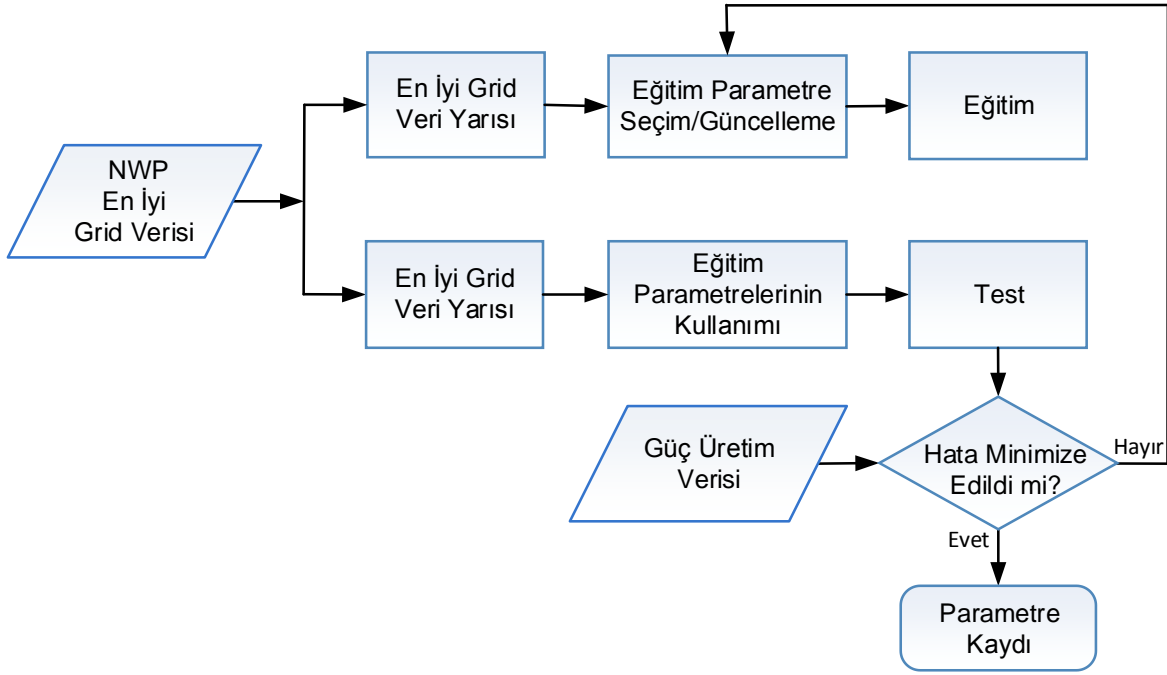 NWP
En İyi
Grid Verisi
En İyi Grid
Veri Yarısı
Eğitim Parametre
Seçim/Güncelleme
Eğitim
En İyi Grid
Veri Yarısı
Eğitim
Parametrelerinin
Kullanımı
Test
Güç Üretim
Verisi
Hata Minimize
Edildi mi?
Hayır
Evet
Parametre
Kaydı